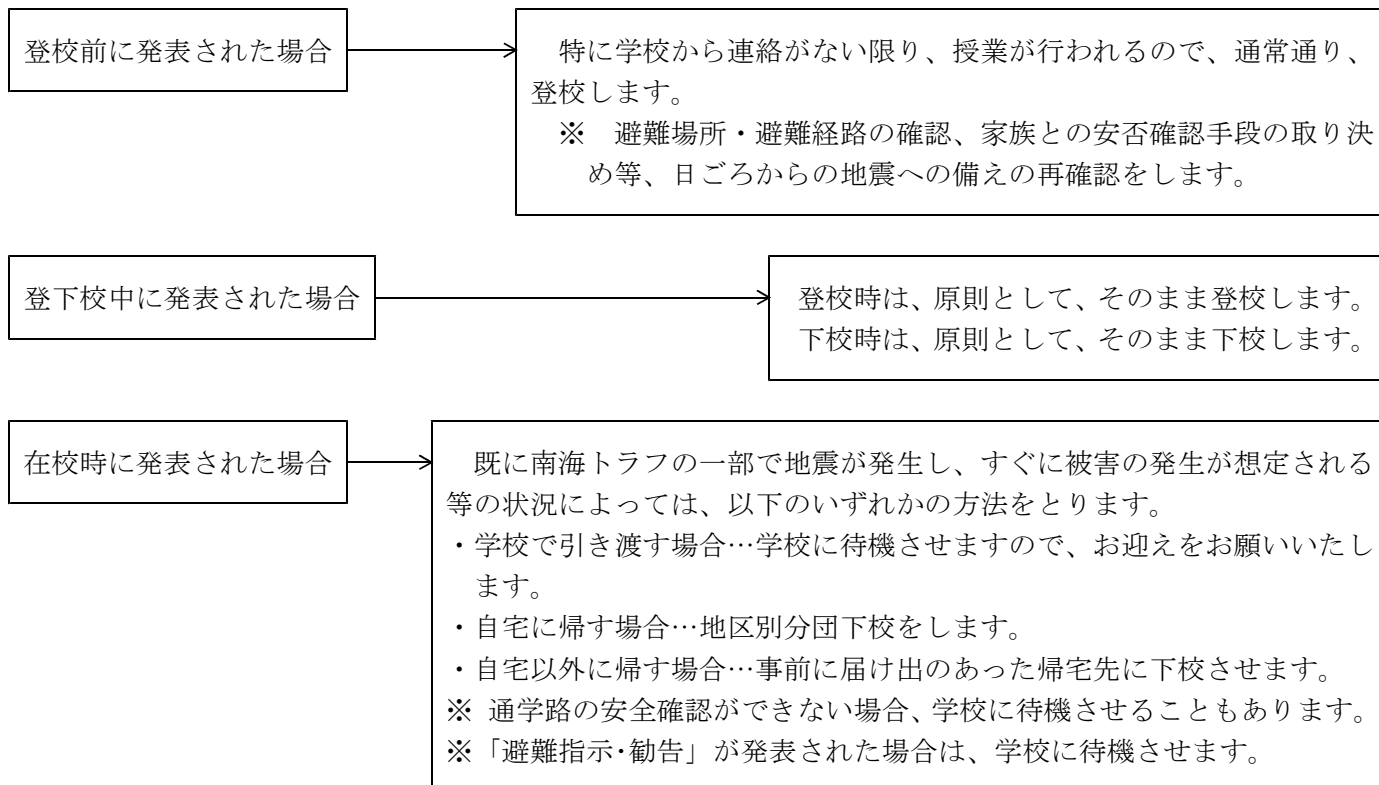 登校前に発表された場合
特に学校から連絡がない限り、授業が行われるので、通常通り、
登校します。
※　避難場所・避難経路の確認、家族との安否確認手段の取り決
め等、日ごろからの地震への備えの再確認をします。
登下校中に発表された場合
登校時は、原則として、そのまま登校します。
下校時は、原則として、そのまま下校します。
在校時に発表された場合
既に南海トラフの一部で地震が発生し、すぐに被害の発生が想定される
等の状況によっては、以下のいずれかの方法をとります。
・学校で引き渡す場合…学校に待機させますので、お迎えをお願いいたし
ます。
・自宅に帰す場合…地区別分団下校をします。
・自宅以外に帰す場合…事前に届け出のあった帰宅先に下校させます。
※ 通学路の安全確認ができない場合、学校に待機させることもあります。
※「避難指示・勧告」が発表された場合は、学校に待機させます。